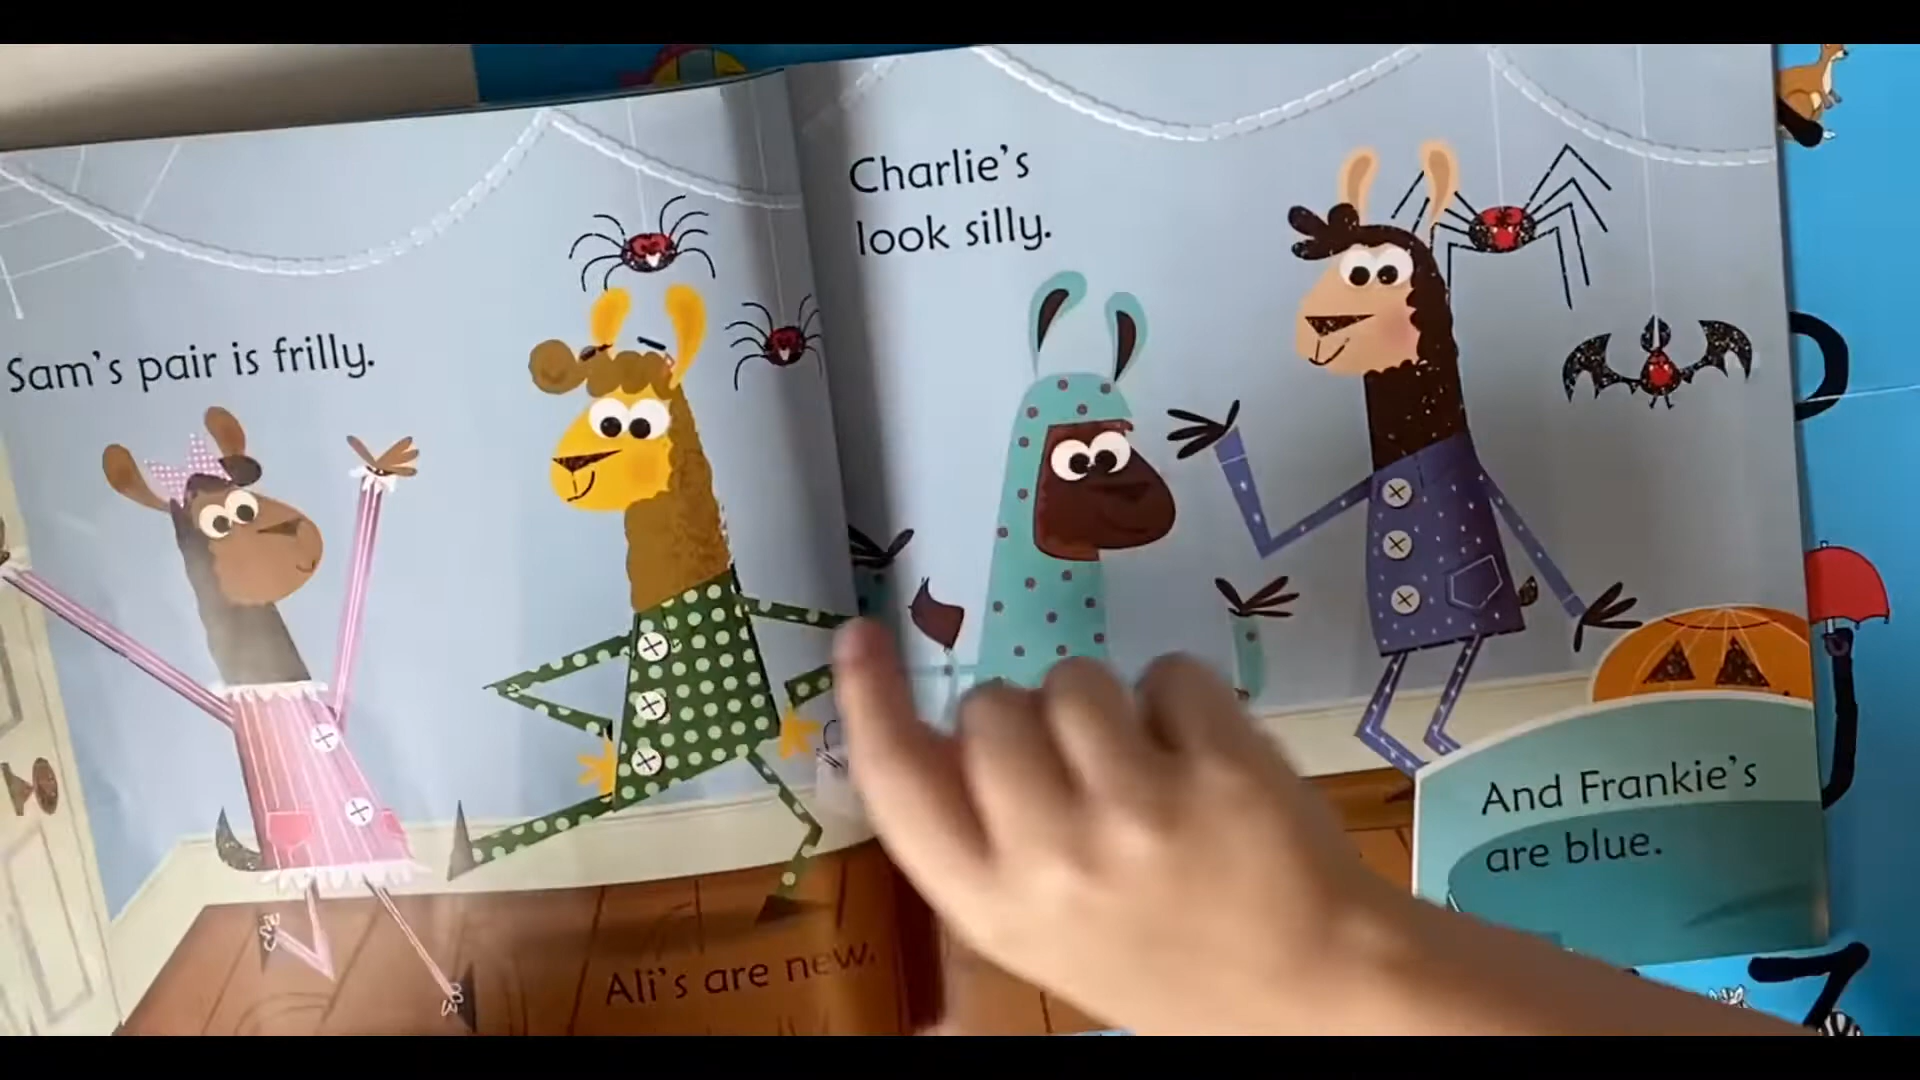 Sam's pair is frilly.
Ali's are new.
Charlie's
look silly.
And Frankie's
are blue.